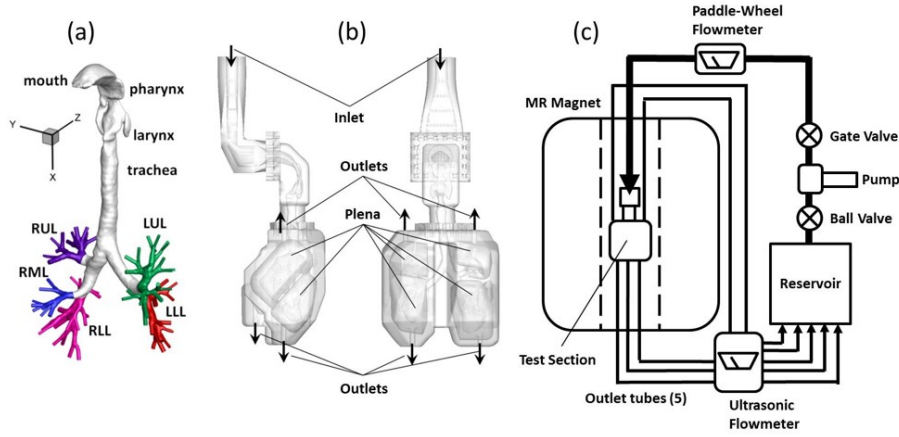 (a)
mouth
pharynx
larynx
trachea
Y
Z
X
RUL
LUL
RML
LLL
RLL
(b)
Inlet
Outlets
Plena
Outlets
(c)
Paddle-Wheel
Flowmeter
MR Magnet
Gate Valve
Pump
Ball Valve
Reservoir
Test Section
Outlet tubes (5)
Ultrasonic
Flowmeter